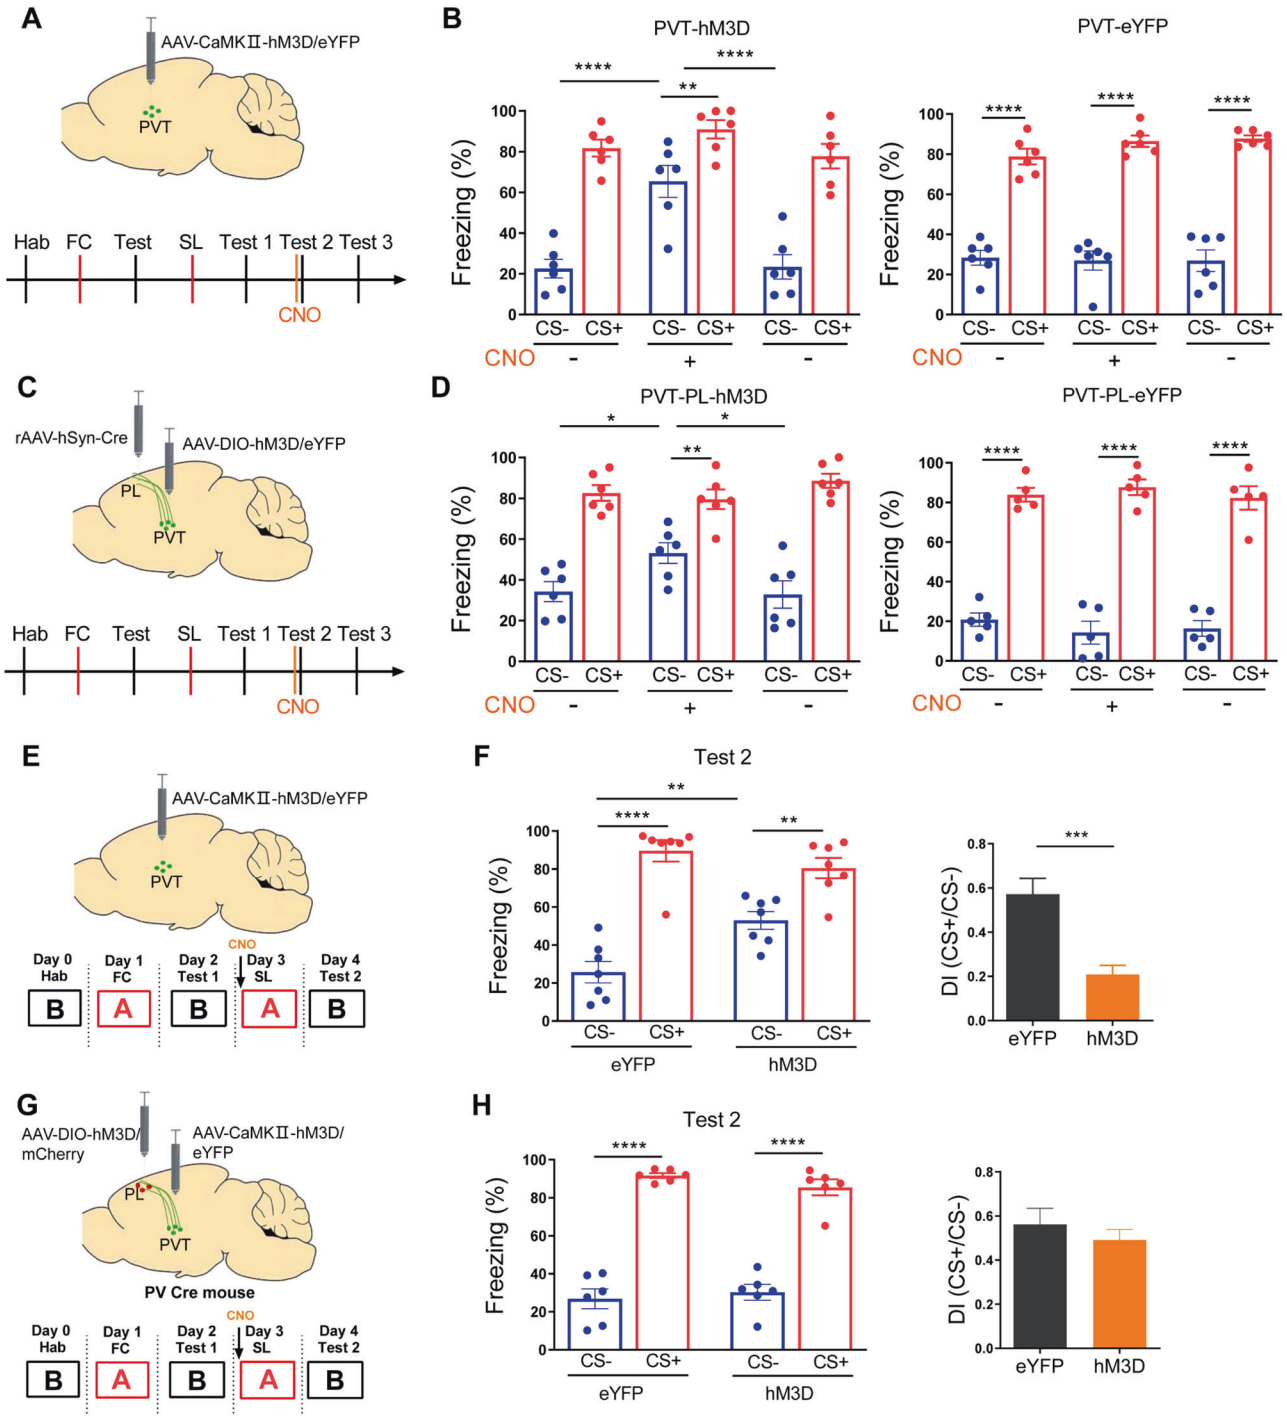 A
AAV-CaMKⅡ-hM3D/eYFP
PVT
Hab FC Test SL Test 1 Test 2 Test 3
CNO
B
PVT-hM3D
**** ****
**
Freezing (%)
100
80
60
40
20
0
CS- CS+ CS- CS+ CS- CS+
CNO - + -
PVT-eYFP
**** **** ****
Freezing (%)
100
80
60
40
20
0
CS- CS+ CS- CS+ CS- CS+
- + -
C
rAAV-hSyn-Cre
AAV-DIO-hM3D/eYFP
PL
PVT
Hab FC Test SL Test 1 Test 2 Test 3
CNO
D
PVT-PL-hM3D
* *
**
Freezing (%)
100
80
60
40
20
0
CS- CS+ CS- CS+ CS- CS+
CNO - + -
PVT-PL-eYFP
**** **** ****
Freezing (%)
100
80
60
40
20
0
CS- CS+ CS- CS+ CS- CS+
CNO - + -
E
AAV-CaMKⅡ-hM3D/eYFP
PVT
CNO
Day 0 Day 1 Day 2 Day 3 Day 4
Hab FC Test 1 SL Test 2
B A B A B
F
Test 2
**
**** **
Freezing (%)
100
80
60
40
20
0
CS- CS+ CS- CS+
eYFP hM3D
***
DI (CS+/CS-)
0.8
0.6
0.4
0.2
0.0
eYFP hM3D
G
AAV-DIO-hM3D/
mCherry
AAV-CaMKⅡ-hM3D/
eYFP
PL
PVT
PV Cre mouse
CNO
Day 0 Day 1 Day 2 Day 3 Day 4
Hab FC Test 1 SL Test 2
B A B A B
H
Test 2
**** ****
Freezing (%)
100
80
60
40
20
0
CS- CS+ CS- CS+
eYFP hM3D
DI (CS+/CS-)
0.8
0.6
0.4
0.2
0.0
eYFP hM3D